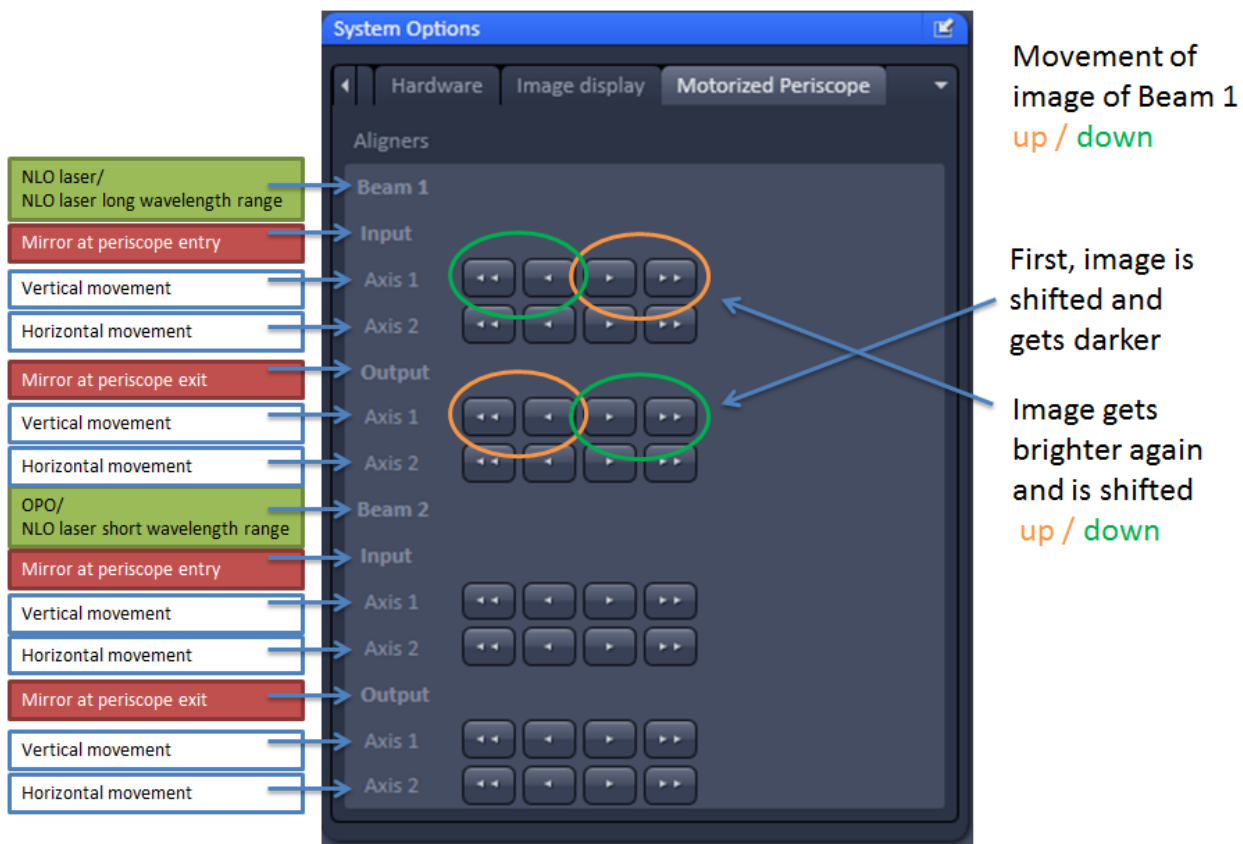 System Options
Hardware
Image display
Motorized Periscope
Aligners
NLO laser/
NLO laser long wavelength range
Beam 1
Mirror at periscope entry
Input
Vertical movement
Axis 1
Horizontal movement
Axis 2
Mirror at periscope exit
Output
Vertical movement
Axis 1
Horizontal movement
Axis 2
OPO/
NLO laser short wavelength range
Beam 2
Mirror at periscope entry
Input
Vertical movement
Axis 1
Horizontal movement
Axis 2
Mirror at periscope exit
Output
Vertical movement
Axis 1
Horizontal movement
Axis 2
Movement of
image of Beam 1
up / down
First, image is
shifted and
gets darker
Image gets
brighter again
and is shifted
up / down